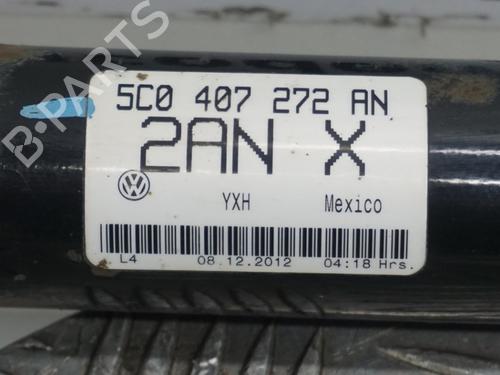 5C0 407 272 AN
2AN X
YXH Mexico
L4 08.12.2012 04:18 Hrs.
B-PARTS